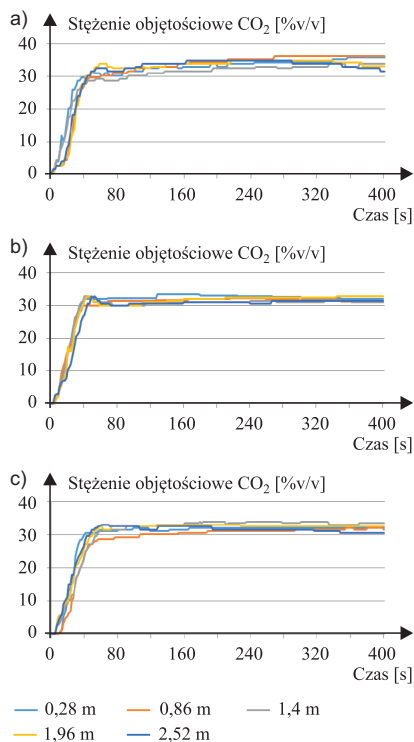 a) Stężenie objętościowe CO₂ [%v/v]
40
30
20
10
0
0 80 160 240 320 400
Czas [s]
b) Stężenie objętościowe CO₂ [%v/v]
40
30
20
10
0
0 80 160 240 320 400
Czas [s]
c) Stężenie objętościowe CO₂ [%v/v]
40
30
20
10
0
0 80 160 240 320 400
Czas [s]
0,28 m 0,86 m 1,4 m
1,96 m 2,52 m